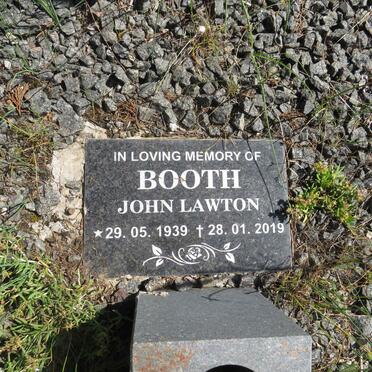 IN LOVING MEMORY OF
BOOTH
JOHN LAWTON
★29. 05. 1939 †28. 01. 2019